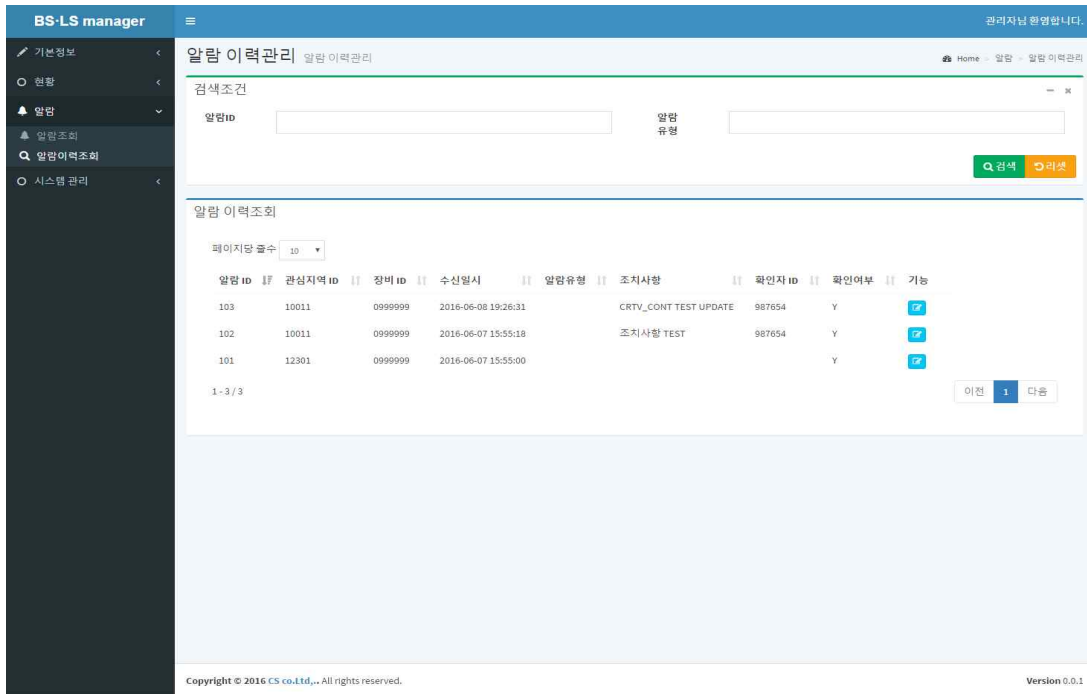 BS·LS manager
관리자님 환영합니다.
기본정보
현황
알람
알람조회
알람이력조회
시스템 관리
알람 이력관리 알람 이력관리
Home 알람 알람 이력관리
검색조건
알람ID
알람
유형
검색 리셋
알람 이력조회
페이지당 줄수 10
알람 ID 관심지역 ID 장비 ID 수신일시 알람유형 조치사항 확인자 ID 확인여부 기능
103 10011 0999999 2016-06-08 19:26:31 CRTV_CONT TEST UPDATE 987654 Y
102 10011 0999999 2016-06-07 15:55:18 조치사항 TEST 987654 Y
101 12301 0999999 2016-06-07 15:55:00 Y
1 - 3 / 3
이전 1 다음
Copyright © 2016 CS co.Ltd,.. All rights reserved.
Version 0.0.1